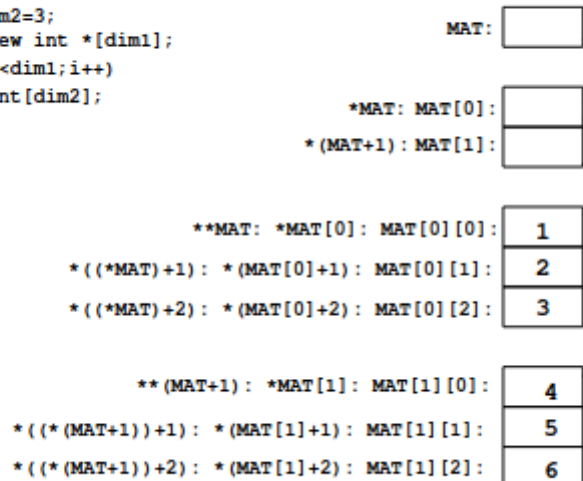 m2=3;
ew int *[dim1];
<dim1;i++)
nt[dim2];
MAT:
*MAT: MAT[0]:
*(MAT+1): MAT[1]:
**MAT: *MAT[0]: MAT[0][0]: 1
*((*MAT)+1): *(MAT[0]+1): MAT[0][1]: 2
*((*MAT)+2): *(MAT[0]+2): MAT[0][2]: 3
**(MAT+1): *MAT[1]: MAT[1][0]: 4
*((*(MAT+1))+1): *(MAT[1]+1): MAT[1][1]: 5
*((*(MAT+1))+2): *(MAT[1]+2): MAT[1][2]: 6